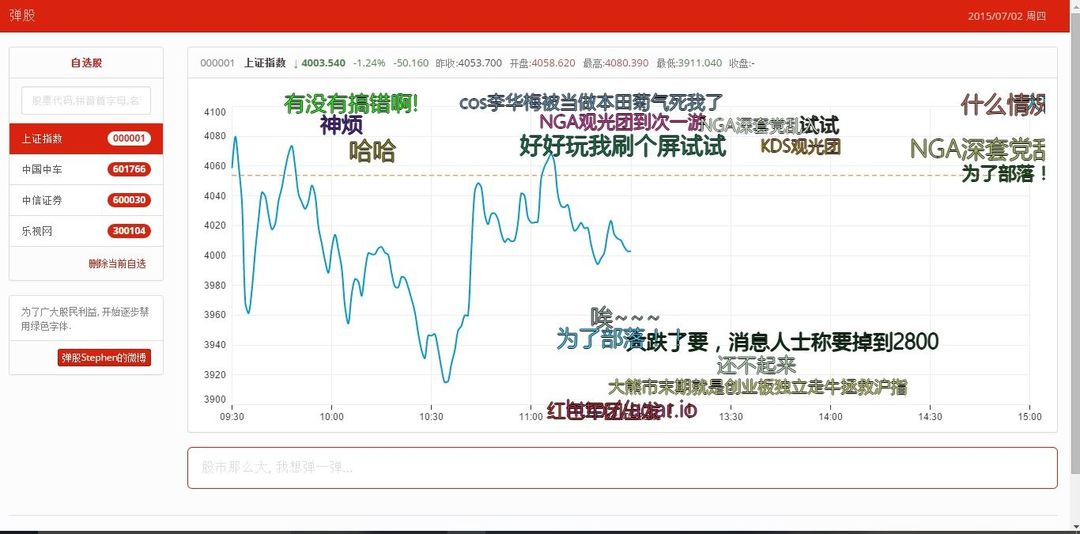 弹股
2015/07/02 周四
自选股
股票代码,拼音首字母,名
上证指数 000001
中国中车 601766
中信证券 600030
乐视网 300104
删除当前自选
为了广大股民利益, 开始逐步禁
用绿色字体.
弹股Stephen的微博
000001 上证指数 ↓ 4003.540 -1.24% -50.160 昨收:4053.700 开盘:4058.620 最高:4080.390 最低:3911.040 收盘:-
有没有搞错啊!
cos李华梅被当做本田菊气死我了
什么情况
神烦
NGA观光团到次一游
NGA深套党乱
试试
哈哈
好好玩我刷个屏试试
KDS观光团
NGA深套党乱
为了部落！
唉~~~
为了部落！！
跌了要，消息人士称要掉到2800
还不起来
大熊市末期就是创业板独立走牛拯救沪指
红色军团出发！
4100
4080
4060
4040
4020
4000
3980
3960
3940
3920
3900
09:30 10:00 10:30 11:00 13:30 14:00 14:30 15:00
股市那么大, 我想弹一弹...